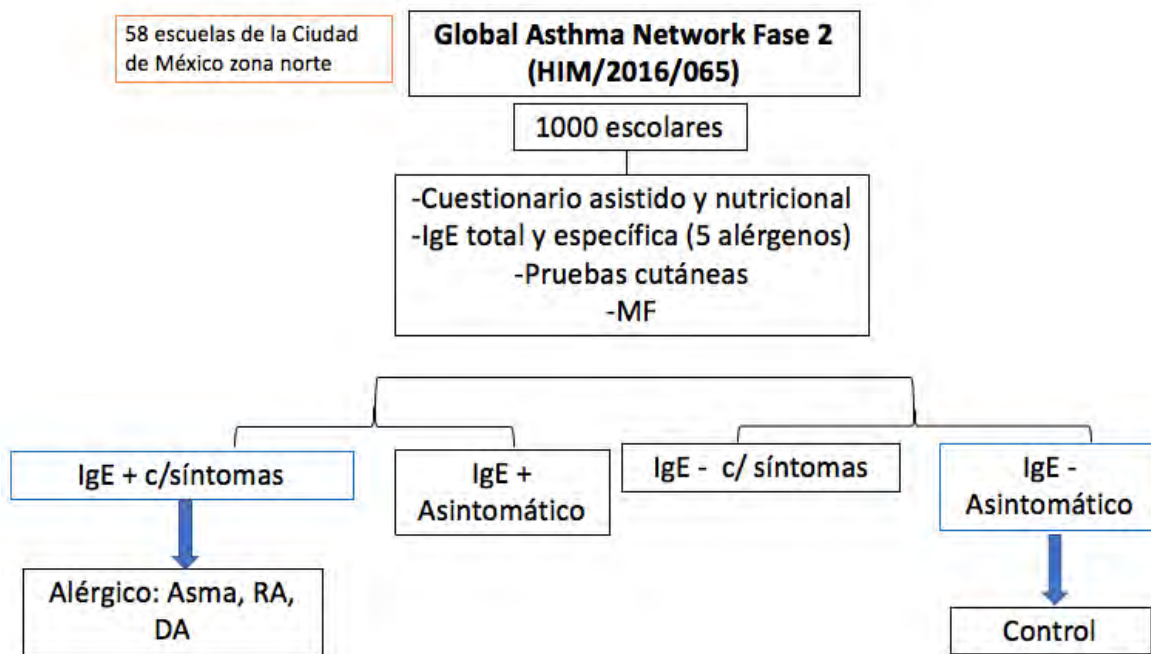 58 escuelas de la Ciudad
de México zona norte
Global Asthma Network Fase 2
(HIM/2016/065)
1000 escolares
-Cuestionario asistido y nutricional
-IgE total y específica (5 alérgenos)
-Pruebas cutáneas
-MF
IgE + c/síntomas
IgE +
Asintomático
IgE - c/ síntomas
IgE -
Asintomático
Alérgico: Asma, RA,
DA
Control